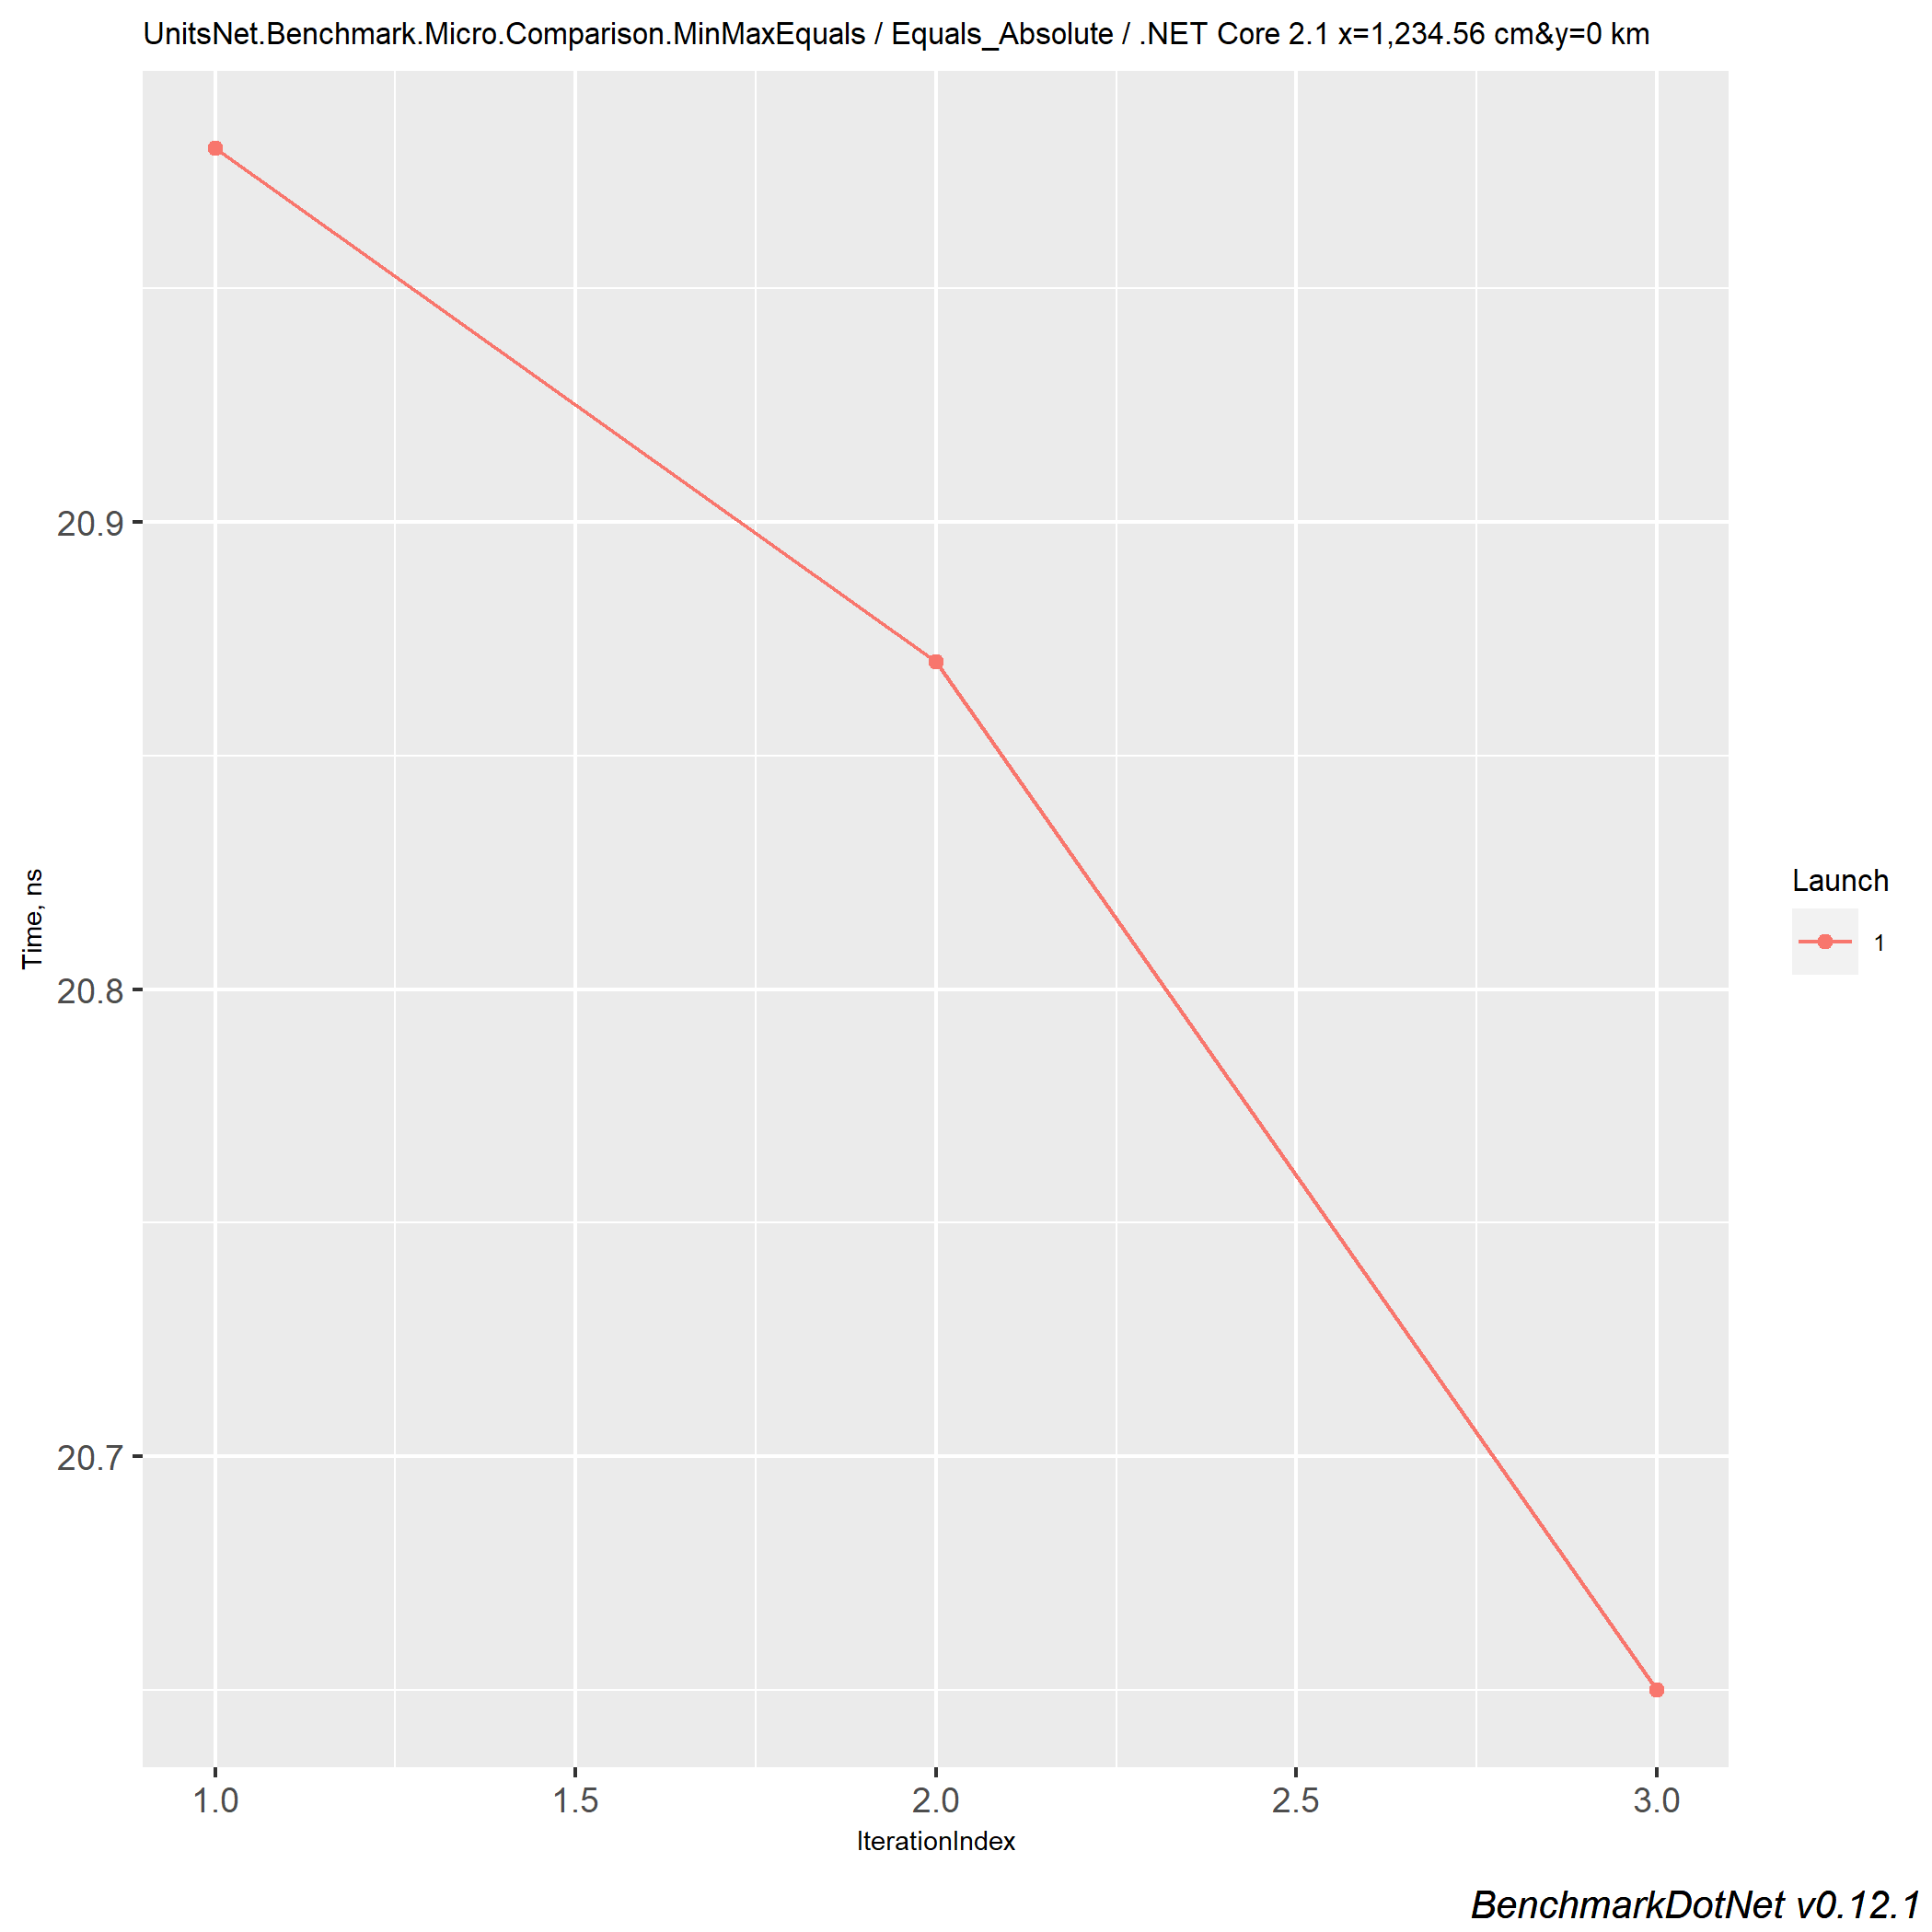 UnitsNet.Benchmark.Micro.Comparison.MinMaxEquals / Equals_Absolute / .NET Core 2.1 x=1,234.56 cm&y=0 km
20.9
20.8
20.7
Time, ns
1.0 1.5 2.0 2.5 3.0
IterationIndex
Launch
1
BenchmarkDotNet v0.12.1